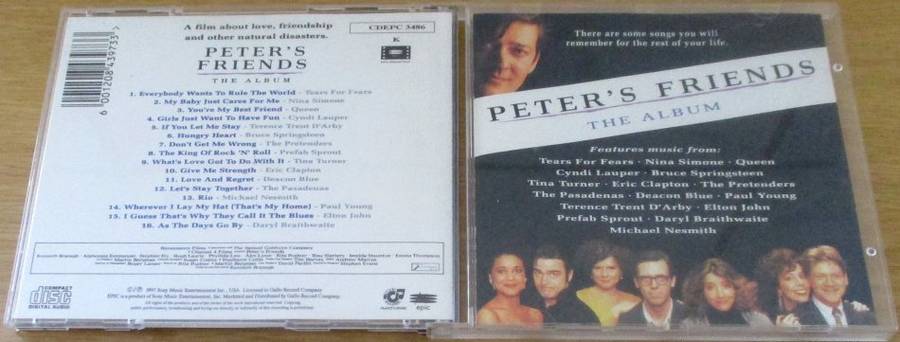 A film about love, friendship
and other natural disasters.
PETER'S
FRIENDS
THE ALBUM
CDEPC 3486
K
6 001208 439733
1. Everybody Wants To Rule The World - Tears For Fears
2. My Baby Just Cares For Me - Nina Simone
3. You're My Best Friend - Queen
4. Girls Just Want To Have Fun - Cyndi Lauper
5. If You Let Me Stay - Terence Trent D'Arby
6. Hungry Heart - Bruce Springsteen
7. Don't Get Me Wrong - The Pretenders
8. The King Of Rock 'N' Roll - Prefab Sprout
9. What's Love Got To Do With It - Tina Turner
10. Give Me Strength - Eric Clapton
11. Love And Regret - Deacon Blue
12. Let's Stay Together - The Pasadenas
13. Rio - Michael Nesmith
14. Wherever I Lay My Hat (That's My Home) - Paul Young
15. I Guess That's Why They Call It The Blues - Elton John
16. As The Days Go By - Daryl Braithwaite
COMPACT
disc
DIGITAL AUDIO
epic
There are some songs you will
remember for the rest of your life.
PETER'S FRIENDS
THE ALBUM
Features music from:
Tears For Fears · Nina Simone · Queen
Cyndi Lauper · Bruce Springsteen
Tina Turner · Eric Clapton · The Pretenders
The Pasadenas · Deacon Blue · Paul Young
Terence Trent D'Arby · Elton John
Prefab Sprout · Daryl Braithwaite
Michael Nesmith